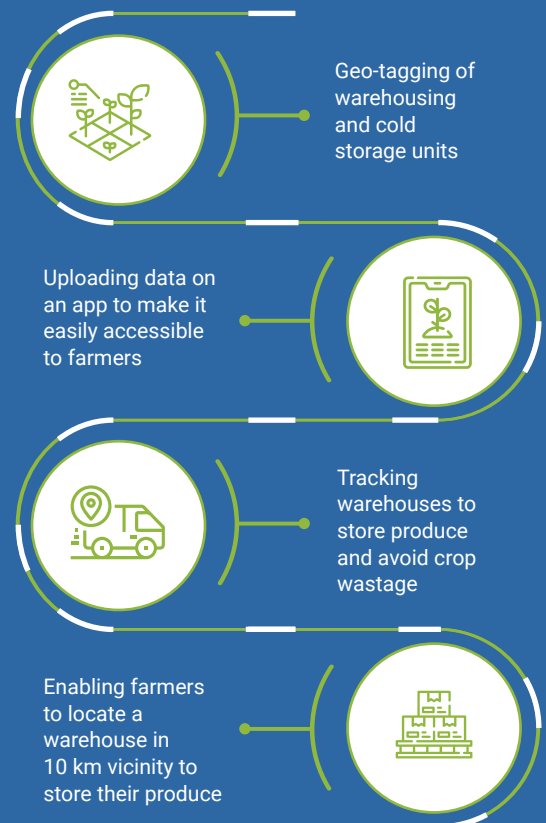 Geo-tagging of
warehousing
and cold
storage units
Uploading data on
an app to make it
easily accessible
to farmers
Tracking
warehouses to
store produce
and avoid crop
wastage
Enabling farmers
to locate a
warehouse in
10 km vicinity to
store their produce